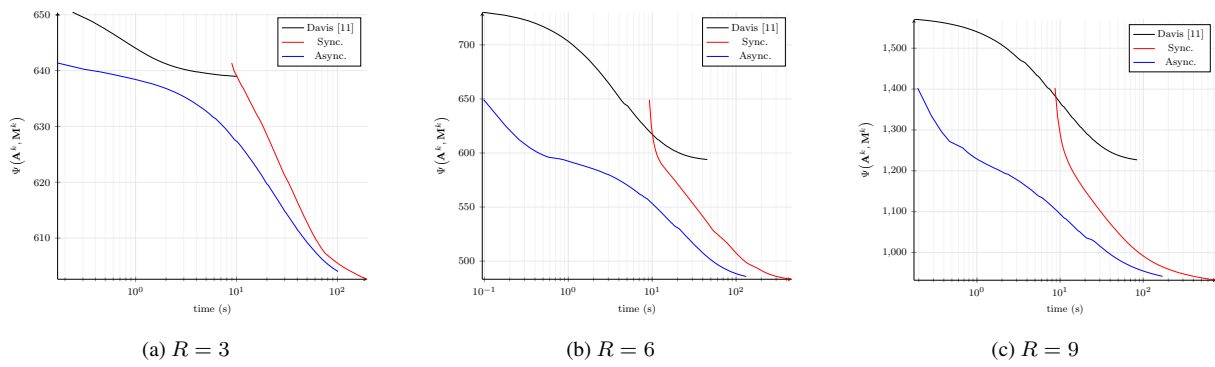 650
640
630
620
610
Ψ(A^k, M^k)
10^0
10^1
10^2
time (s)
Davis [11]
Sync.
Async.
(a) R = 3
700
650
600
550
500
Ψ(A^k, M^k)
10^−1
10^0
10^1
10^2
time (s)
Davis [11]
Sync.
Async.
(b) R = 6
1,500
1,400
1,300
1,200
1,100
1,000
Ψ(A^k, M^k)
10^0
10^1
10^2
time (s)
Davis [11]
Sync.
Async.
(c) R = 9